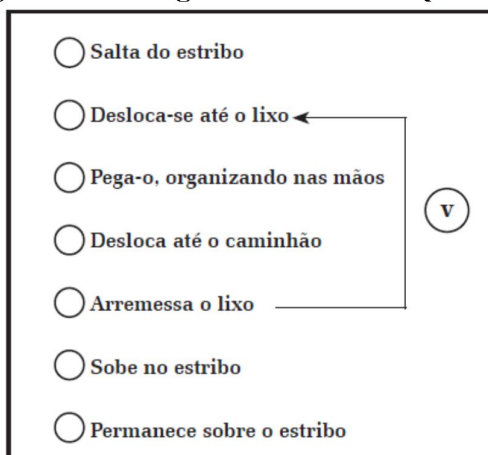 Salta do estribo
Desloca-se até o lixo
Pega-o, organizando nas mãos
V
Desloca até o caminhão
Arremessa o lixo
Sobe no estribo
Permanece sobre o estribo